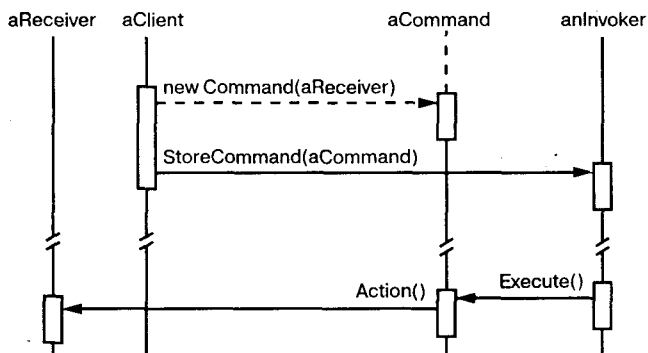 aReceiver aClient aCommand anInvoker
new Command(aReceiver)
StoreCommand(aCommand)
Execute()
Action()